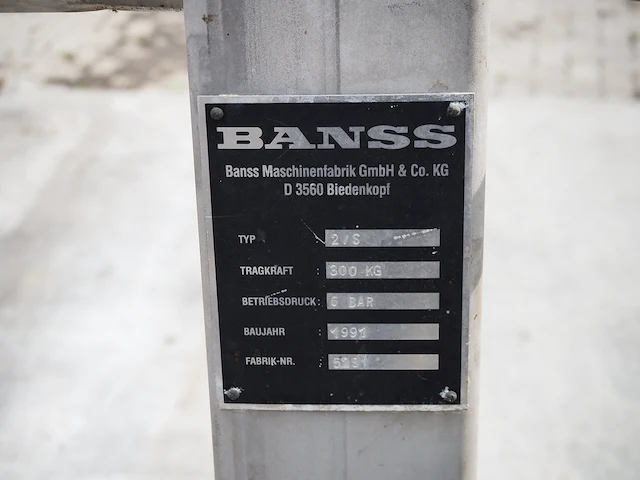 BANSS
Banss Maschinenfabrik GmbH & Co. KG
D 3560 Biedenkopf
TYP : 2/S
TRAGKRAFT : 300 KG
BETRIEBSDRUCK: 6 BAR
BAUJAHR : 1991
FABRIK-NR. :